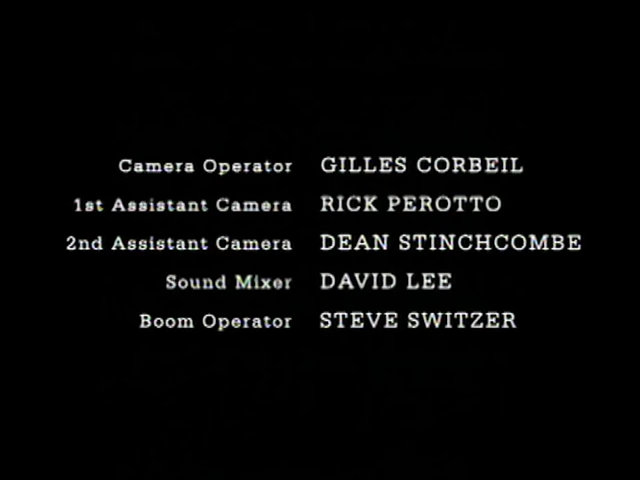 Camera Operator GILLES CORBEIL
1st Assistant Camera RICK PEROTTO
2nd Assistant Camera DEAN STINCHCOMBE
Sound Mixer DAVID LEE
Boom Operator STEVE SWITZER